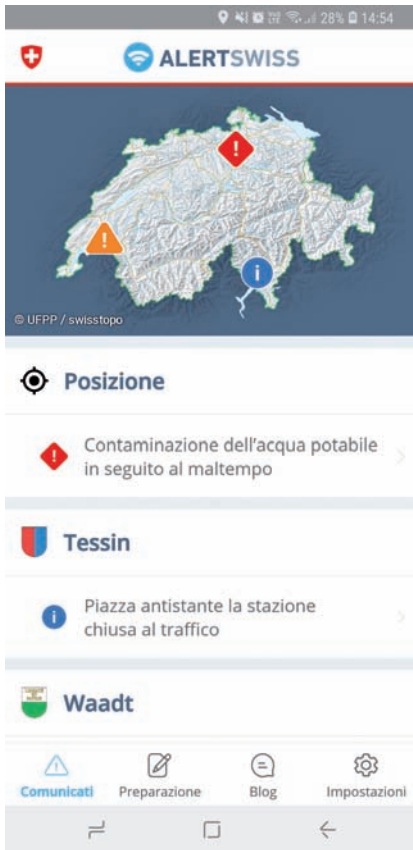 28% 14:54
ALERTSWISS
© UFPP / swisstopo
Posizione
Contaminazione dell'acqua potabile
in seguito al maltempo
Tessin
Piazza antistante la stazione
chiusa al traffico
Waadt
Comunicati Preparazione Blog Impostazioni